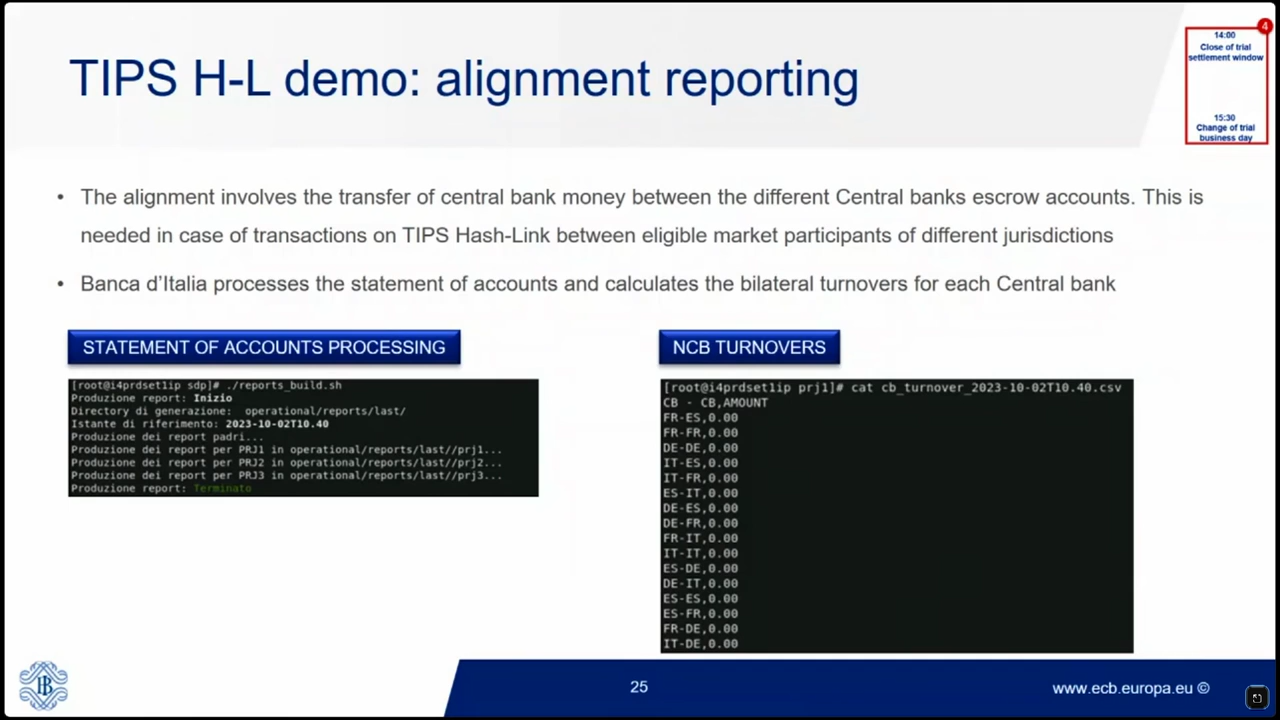 TIPS H-L demo: alignment reporting
4
14:00
Close of trial
settlement window
15:30
Change of trial
business day
• The alignment involves the transfer of central bank money between the different Central banks escrow accounts. This is
needed in case of transactions on TIPS Hash-Link between eligible market participants of different jurisdictions
• Banca d'Italia processes the statement of accounts and calculates the bilateral turnovers for each Central bank
STATEMENT OF ACCOUNTS PROCESSING
[root@i4prdset1ip sdp]# ./reports_build.sh
Produzione report: Inizio
Directory di generazione:  operational/reports/last/
Istante di riferimento: 2023-10-02T10.40
Produzione dei report padri...
Produzione dei report per PRJ1 in operational/reports/last//prj1...
Produzione dei report per PRJ2 in operational/reports/last//prj2...
Produzione dei report per PRJ3 in operational/reports/last//prj3...
Produzione report: Terminato
NCB TURNOVERS
[root@i4prdset1ip prj1]# cat cb_turnover_2023-10-02T10.40.csv
CB - CB,AMOUNT
FR-ES,0.00
FR-FR,0.00
DE-DE,0.00
IT-ES,0.00
IT-FR,0.00
ES-IT,0.00
DE-ES,0.00
DE-FR,0.00
FR-IT,0.00
IT-IT,0.00
ES-DE,0.00
DE-IT,0.00
ES-ES,0.00
ES-FR,0.00
FR-DE,0.00
IT-DE,0.00
25
www.ecb.europa.eu ©